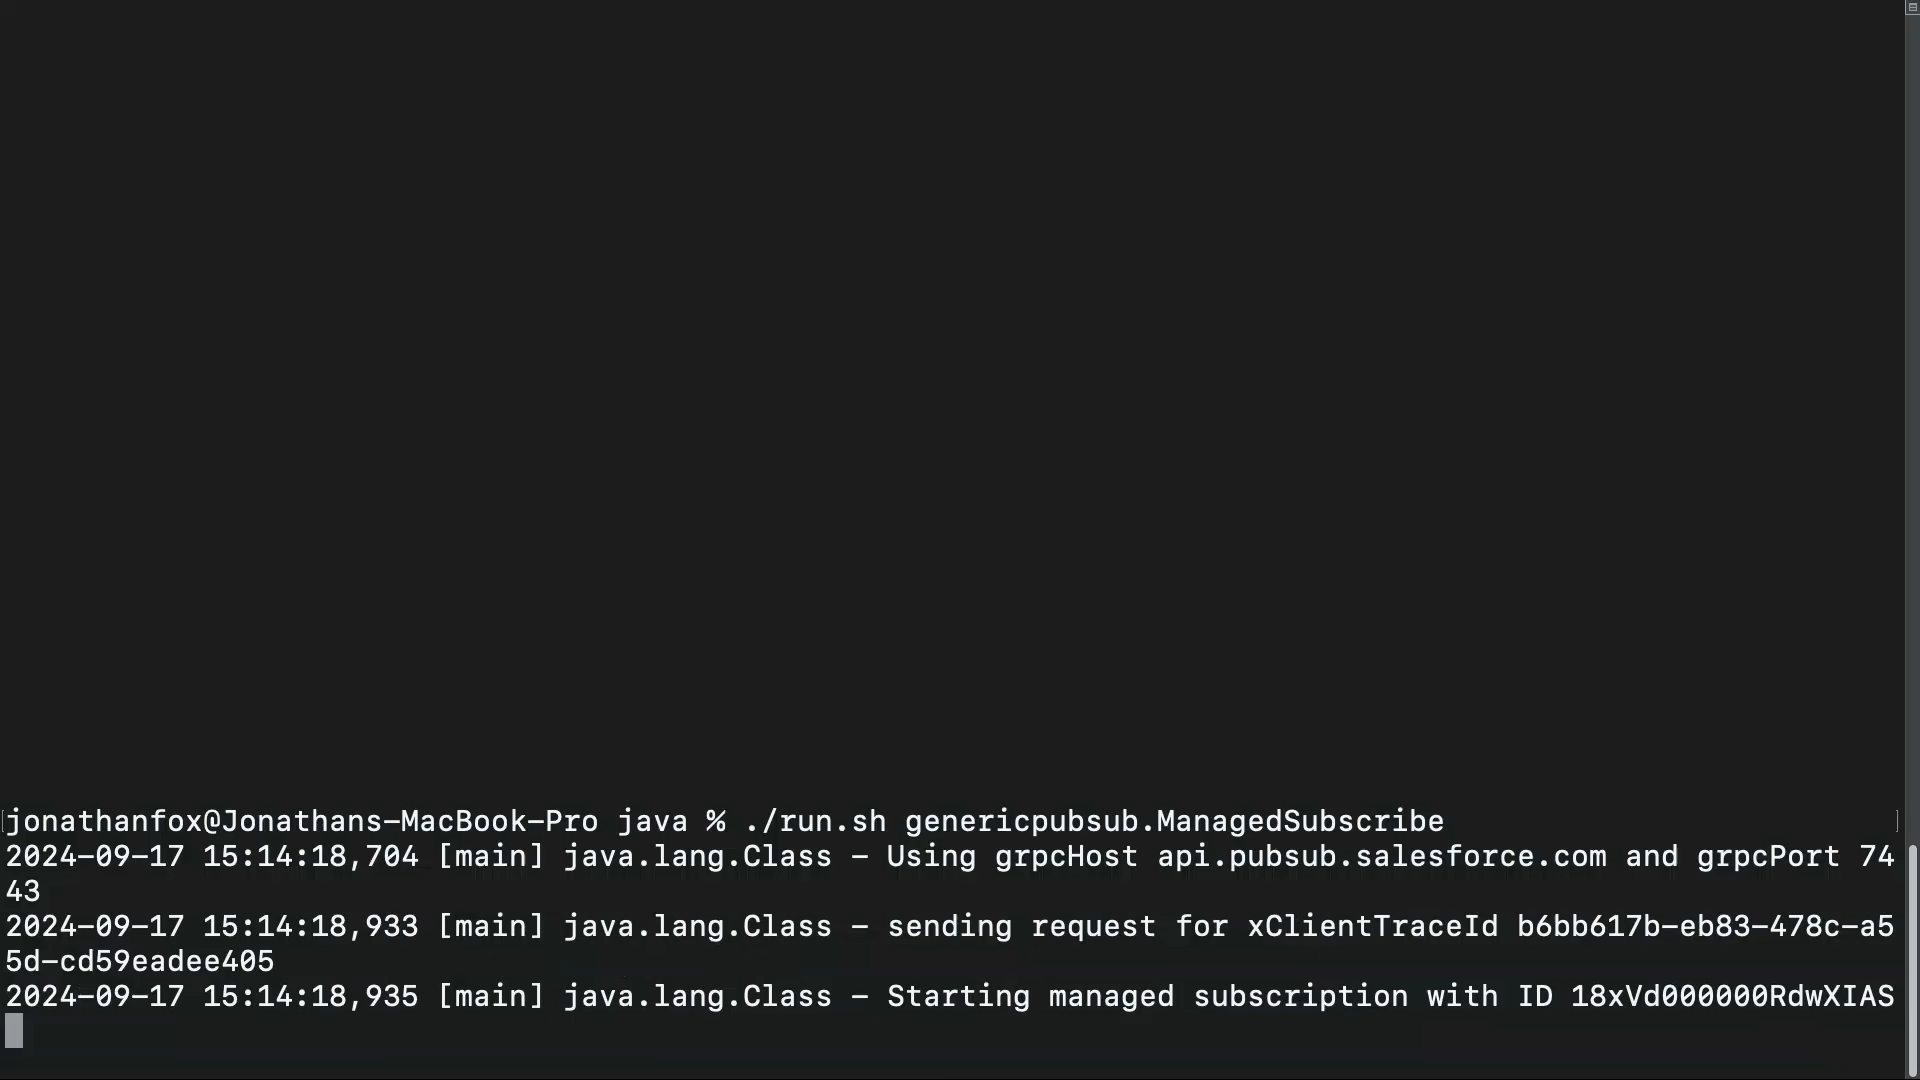 jonathanfox@Jonathans-MacBook-Pro java % ./run.sh genericpubsub.ManagedSubscribe
2024-09-17 15:14:18,704 [main] java.lang.Class - Using grpcHost api.pubsub.salesforce.com and grpcPort 74
43
2024-09-17 15:14:18,933 [main] java.lang.Class - sending request for xClientTraceId b6bb617b-eb83-478c-a5
5d-cd59eadee405
2024-09-17 15:14:18,935 [main] java.lang.Class - Starting managed subscription with ID 18xVd000000RdwXIAS